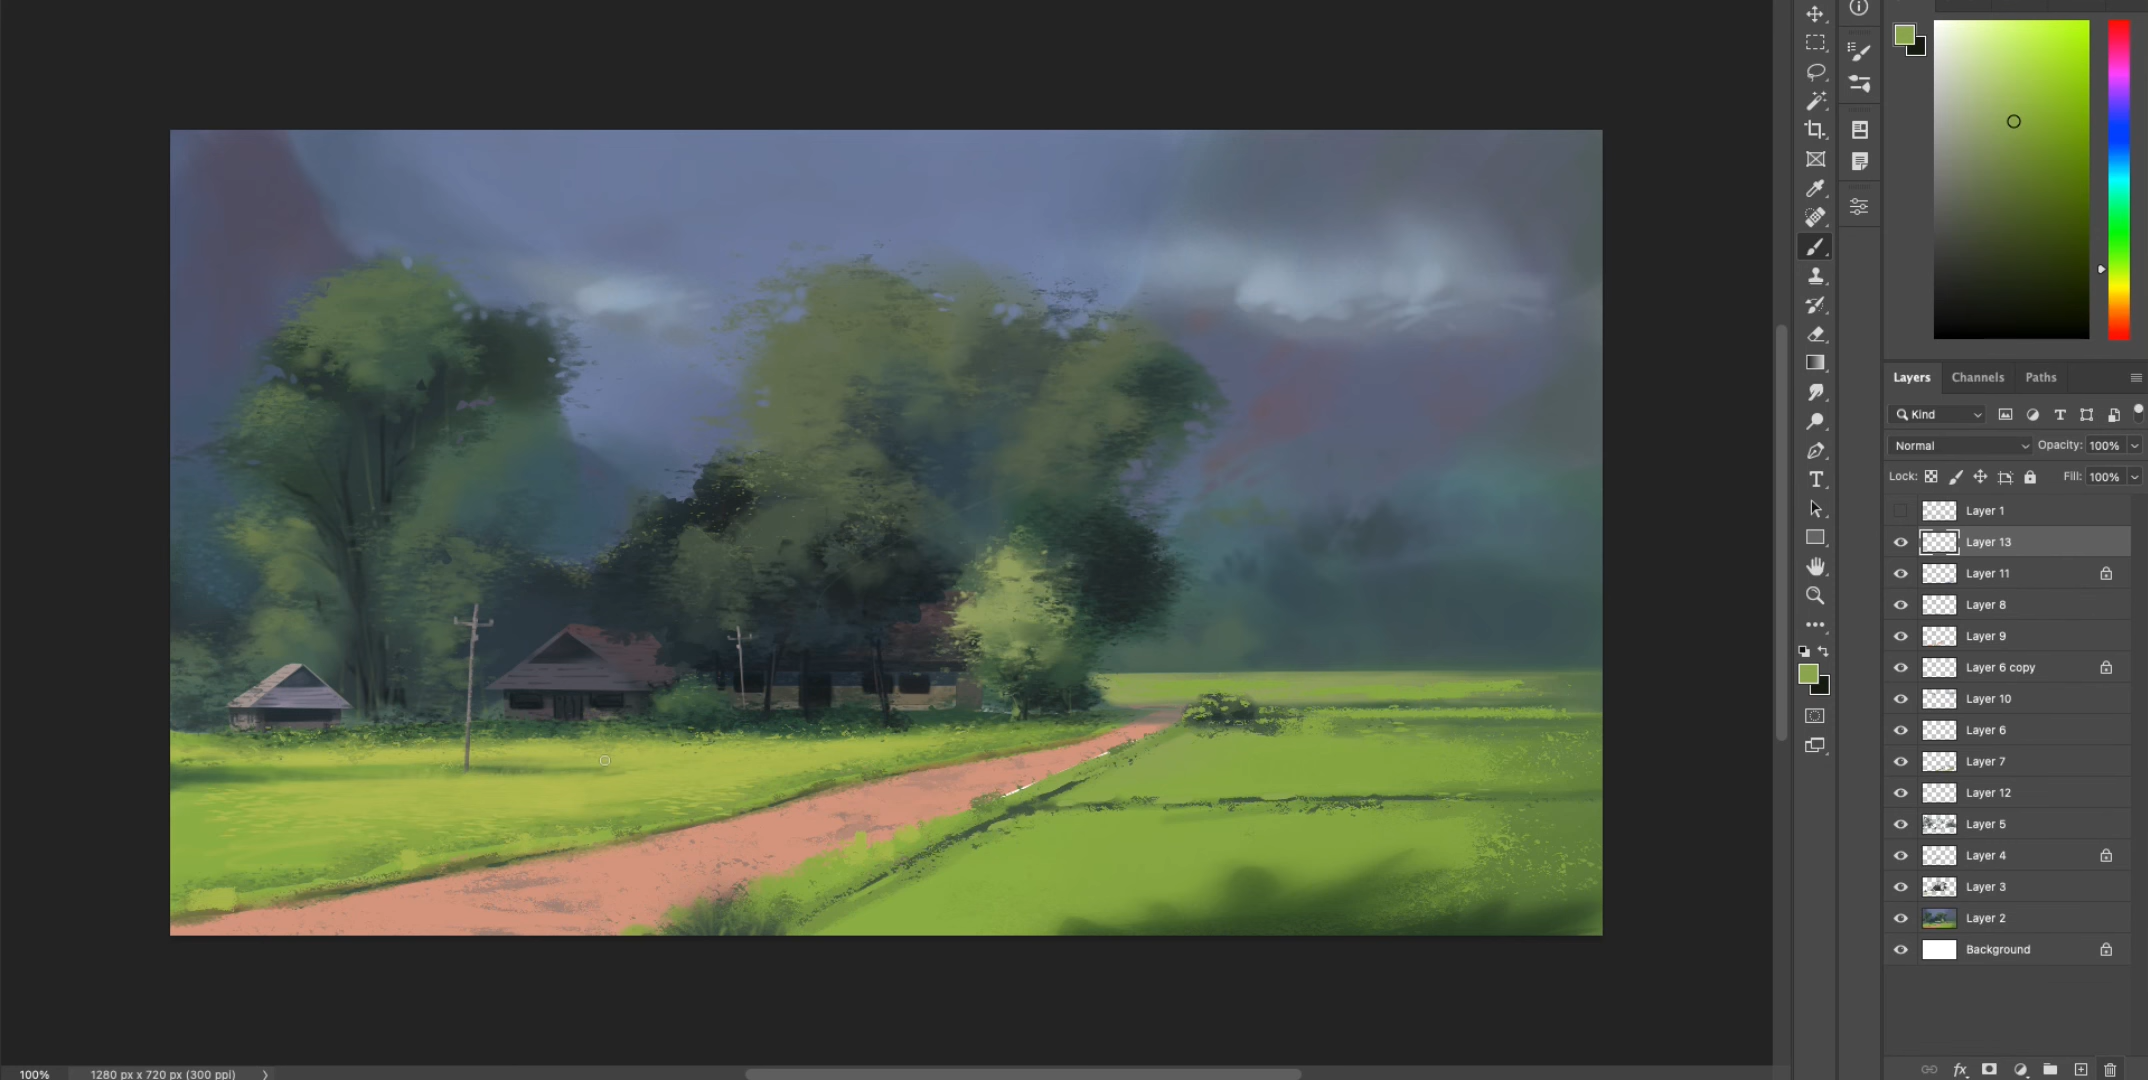 Layers Channels Paths
Kind
Normal Opacity: 100%
Lock: Fill: 100%
Layer 1
Layer 13
Layer 11
Layer 8
Layer 9
Layer 6 copy
Layer 10
Layer 6
Layer 7
Layer 12
Layer 5
Layer 4
Layer 3
Layer 2
Background
fx
100% 1280 px x 720 px (300 ppi)